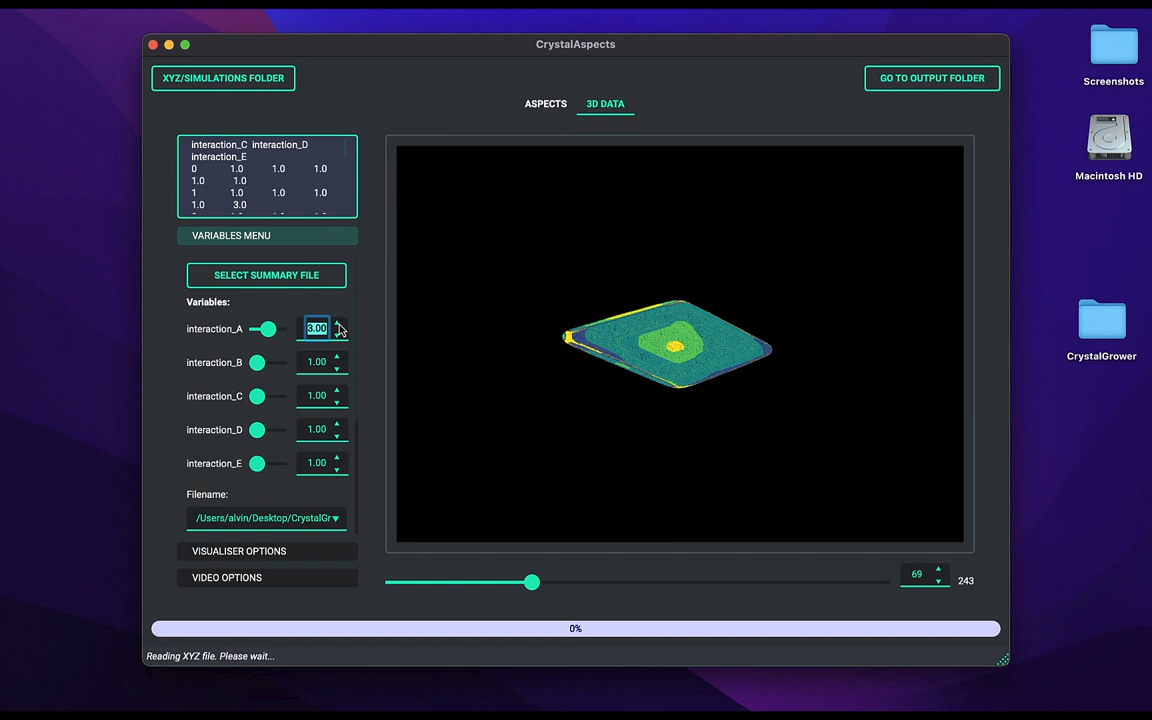 CrystalAspects
XYZ/SIMULATIONS FOLDER
GO TO OUTPUT FOLDER
ASPECTS
3D DATA
interaction_C interaction_D
interaction_E
0 1.0 1.0 1.0
1.0 1.0
1 1.0 1.0 1.0
1.0 3.0
VARIABLES MENU
SELECT SUMMARY FILE
Variables:
interaction_A 3.00
interaction_B 1.00
interaction_C 1.00
interaction_D 1.00
interaction_E 1.00
Filename:
/Users/alvin/Desktop/CrystalGr
VISUALISER OPTIONS
VIDEO OPTIONS
69 243
0%
Reading XYZ file. Please wait...
Screenshots
Macintosh HD
CrystalGrower